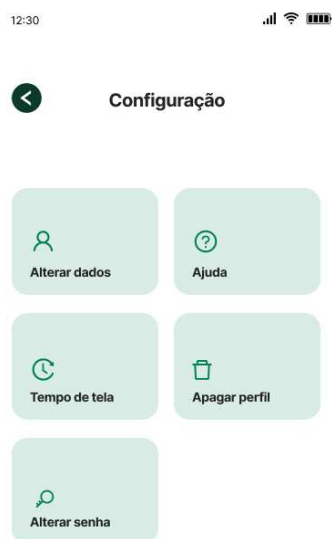 12:30
Configuração
Alterar dados
Ajuda
Tempo de tela
Apagar perfil
Alterar senha